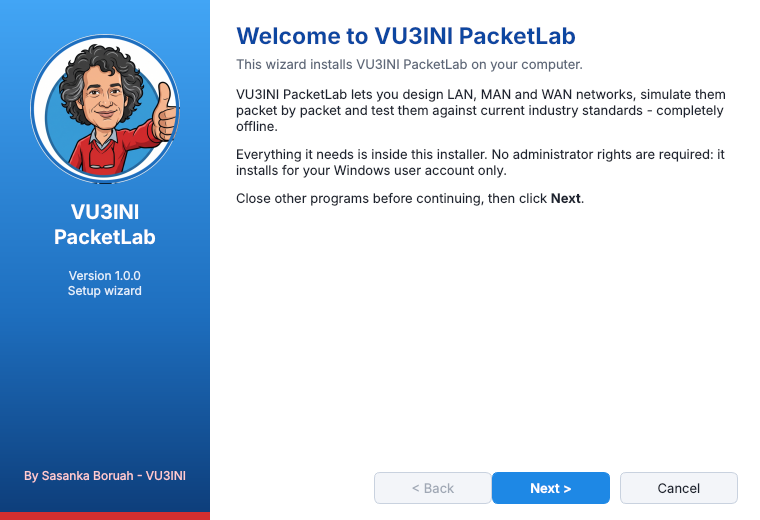 VU3INI
PacketLab
Version 1.0.0
Setup wizard
By Sasanka Boruah - VU3INI
Welcome to VU3INI PacketLab
This wizard installs VU3INI PacketLab on your computer.
VU3INI PacketLab lets you design LAN, MAN and WAN networks, simulate them
packet by packet and test them against current industry standards - completely
offline.
Everything it needs is inside this installer. No administrator rights are required: it
installs for your Windows user account only.
Close other programs before continuing, then click Next.
< Back
Next >
Cancel